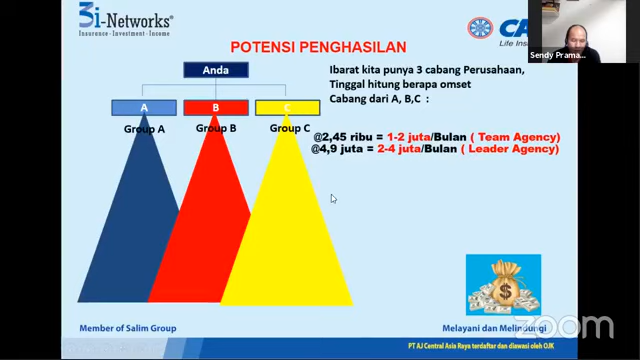 3i-Networks®
Insurance • Investment • Income
CA
Life In
Sendy Prama...
POTENSI PENGHASILAN
Anda
A
B
C
Group A
Group B
Group C
Ibarat kita punya 3 cabang Perusahaan,
Tinggal hitung berapa omset
Cabang dari A, B,C :
@2,45 ribu = 1-2 juta/Bulan ( Team Agency)
@4,9 juta = 2-4 juta/Bulan ( Leader Agency)
$
Member of Salim Group
Melayani dan Melindungi
zoom
PT AJ Central Asia Raya terdaftar dan diawasi oleh OJK